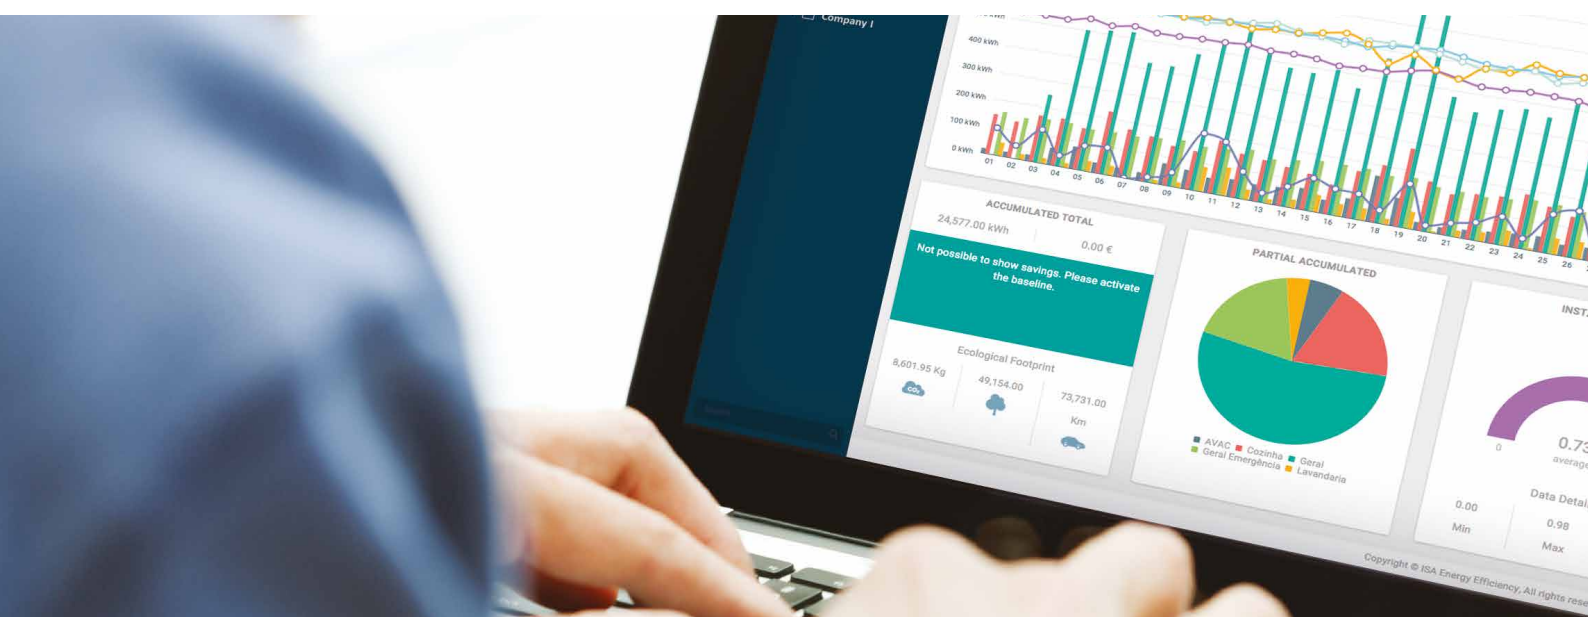 Company I
400 kWh
300 kWh
200 kWh
100 kWh
0 kWh
01 02 03 04 05 06 07 08 09 10 11 12 13 14 15 16 17 18 19 20 21 22 23 24 25 26
ACCUMULATED TOTAL
24,577.00 kWh 0.00 €
Not possible to show savings. Please activate
the baseline.
Ecological Footprint
8,601.95 Kg 49,154.00 73,731.00
Km
CO₂
PARTIAL ACCUMULATED
AVAC Cozinha Geral
Geral Emergência Lavandaria
0
0.73
average
Data
0.00 0.98
Min Max
Copyright © ISA Energy Efficiency, All rights